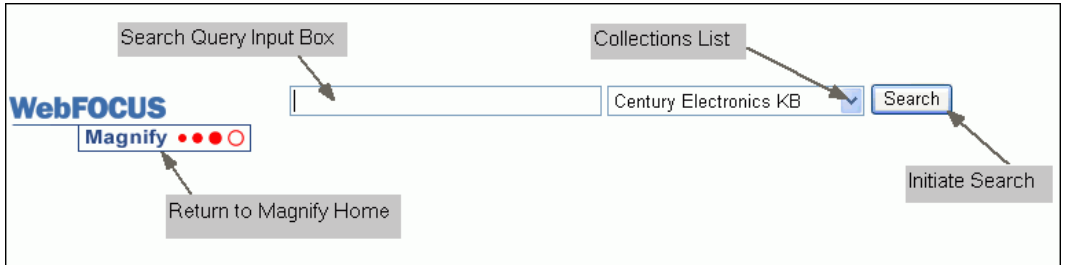 Search Query Input Box
Collections List
WebFOCUS
Century Electronics KB
Search
Magnify
Initiate Search
Return to Magnify Home